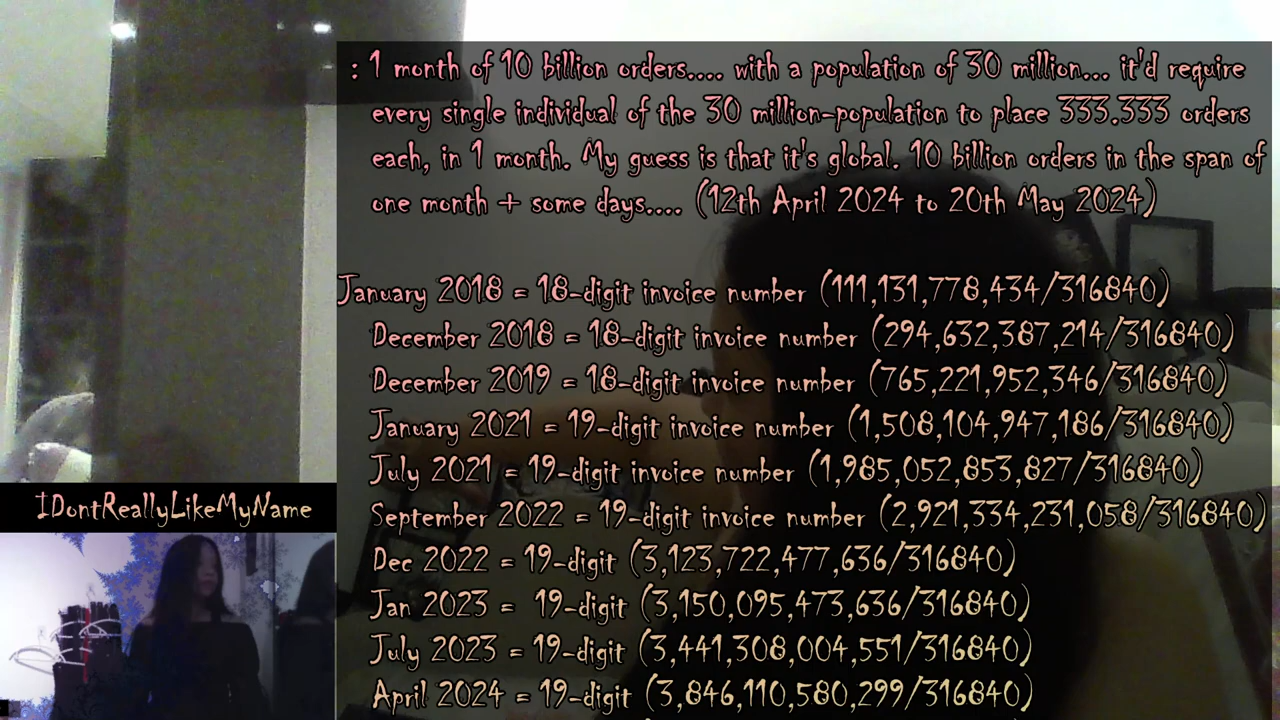 : 1 month of 10 billion orders.... with a population of 30 million... it'd require
every single individual of the 30 million-population to place 333.333 orders
each, in 1 month. My guess is that it's global. 10 billion orders in the span of
one month + some days.... (12th April 2024 to 20th May 2024)
January 2018 = 18-digit invoice number (111,131,778,434/316840)
December 2018 = 18-digit invoice number (294,632,387,214/316840)
December 2019 = 18-digit invoice number (765,221,952,346/316840)
January 2021 = 19-digit invoice number (1,508,104,947,186/316840)
July 2021 = 19-digit invoice number (1,985,052,853,827/316840)
September 2022 = 19-digit invoice number (2,921,334,231,058/316840)
Dec 2022 = 19-digit (3,123,722,477,636/316840)
Jan 2023 = 19-digit (3,150,095,473,636/316840)
July 2023 = 19-digit (3,441,308,004,551/316840)
April 2024 = 19-digit (3,846,110,580,299/316840)
IDontReallyLikeMyName